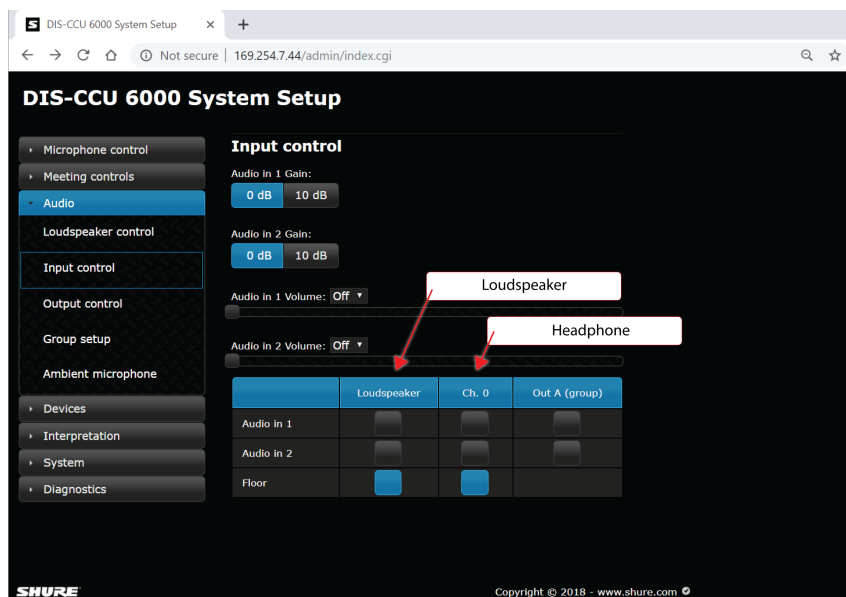 DIS-CCU 6000 System Setup
Not secure | 169.254.7.44/admin/index.cgi
DIS-CCU 6000 System Setup
Microphone control
Meeting controls
Audio
Loudspeaker control
Input control
Output control
Group setup
Ambient microphone
Devices
Interpretation
System
Diagnostics
Input control
Audio in 1 Gain:
0 dB 10 dB
Audio in 2 Gain:
0 dB 10 dB
Loudspeaker
Audio in 1 Volume: Off
Headphone
Audio in 2 Volume: Off
Loudspeaker Ch. 0 Out A (group)
Audio in 1
Audio in 2
Floor
SHURE
Copyright © 2018 - www.shure.com